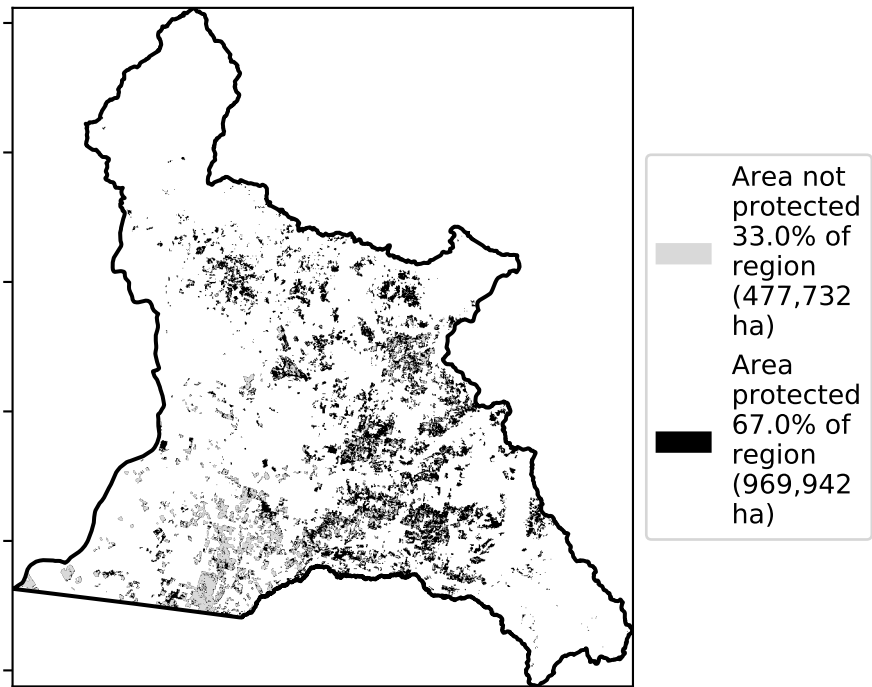 Area not
protected
33.0% of
region
(477,732
ha)
Area
protected
67.0% of
region
(969,942
ha)